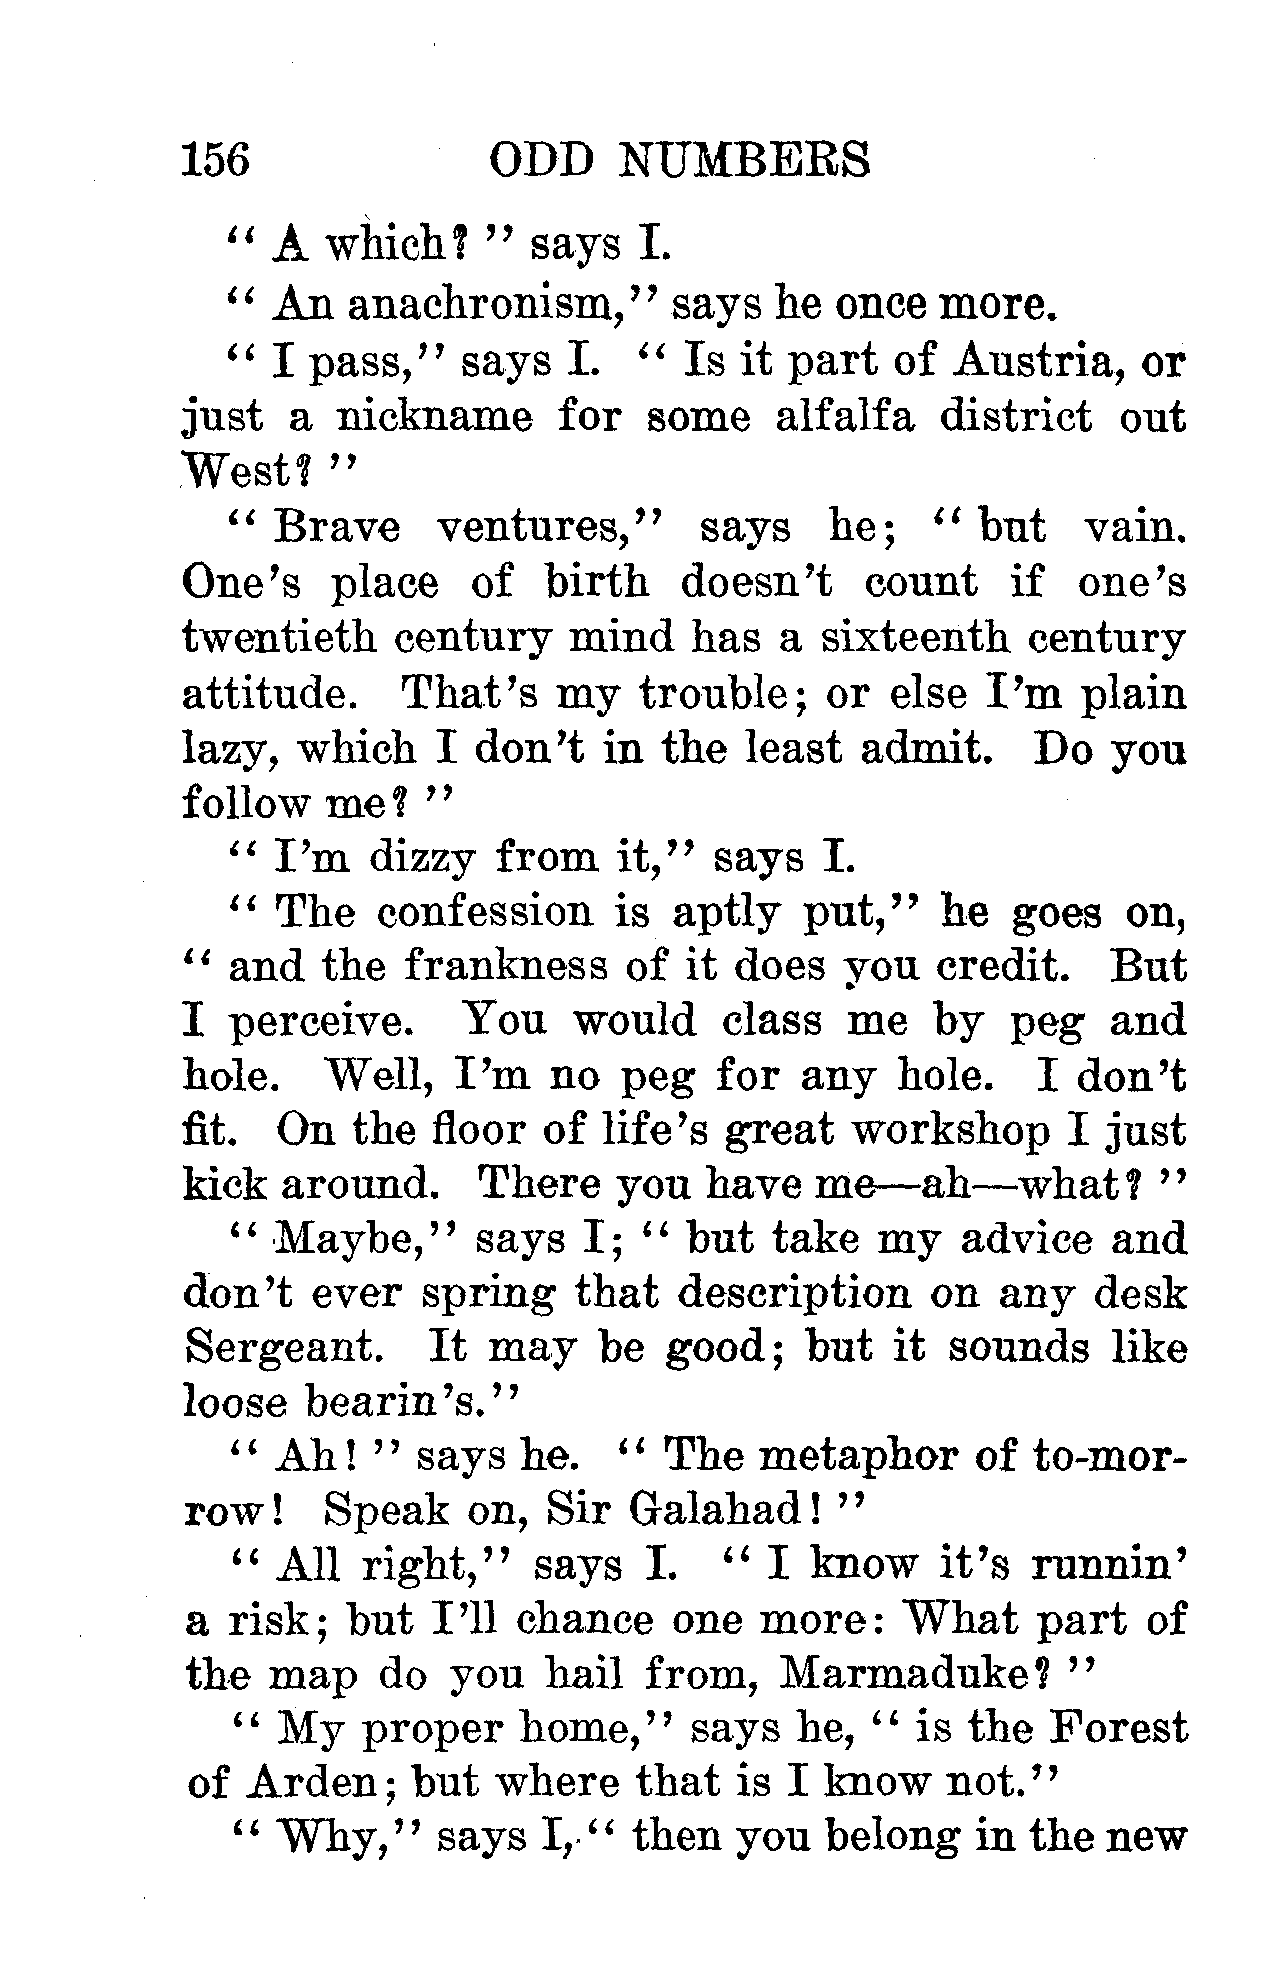 156 ODD NUMBERS
“ A which? ” says I.
“ An anachronism,” says he once more.
“ I pass,” says I. “ Is it part of Austria, or
just a nickname for some alfalfa district out
West? ”
“ Brave ventures,” says he; “ but vain.
One’s place of birth doesn’t count if one’s
twentieth century mind has a sixteenth century
attitude. That’s my trouble; or else I’m plain
lazy, which I don’t in the least admit. Do you
follow me? ”
“ I’m dizzy from it,” says I.
“ The confession is aptly put,” he goes on,
“ and the frankness of it does you credit. But
I perceive. You would class me by peg and
hole. Well, I’m no peg for any hole. I don’t
fit. On the floor of life’s great workshop I just
kick around. There you have me—ah—what? ”
“ Maybe,” says I; “ but take my advice and
don’t ever spring that description on any desk
Sergeant. It may be good; but it sounds like
loose bearin’s.”
“ Ah! ” says he. “ The metaphor of to-mor-
row! Speak on, Sir Galahad! ”
“ All right,” says I. “ I know it’s runnin’
a risk; but I’ll chance one more: What part of
the map do you hail from, Marmaduke? ”
“ My proper home,” says he, “ is the Forest
of Arden; but where that is I know not.”
“ Why,” says I, “ then you belong in the new